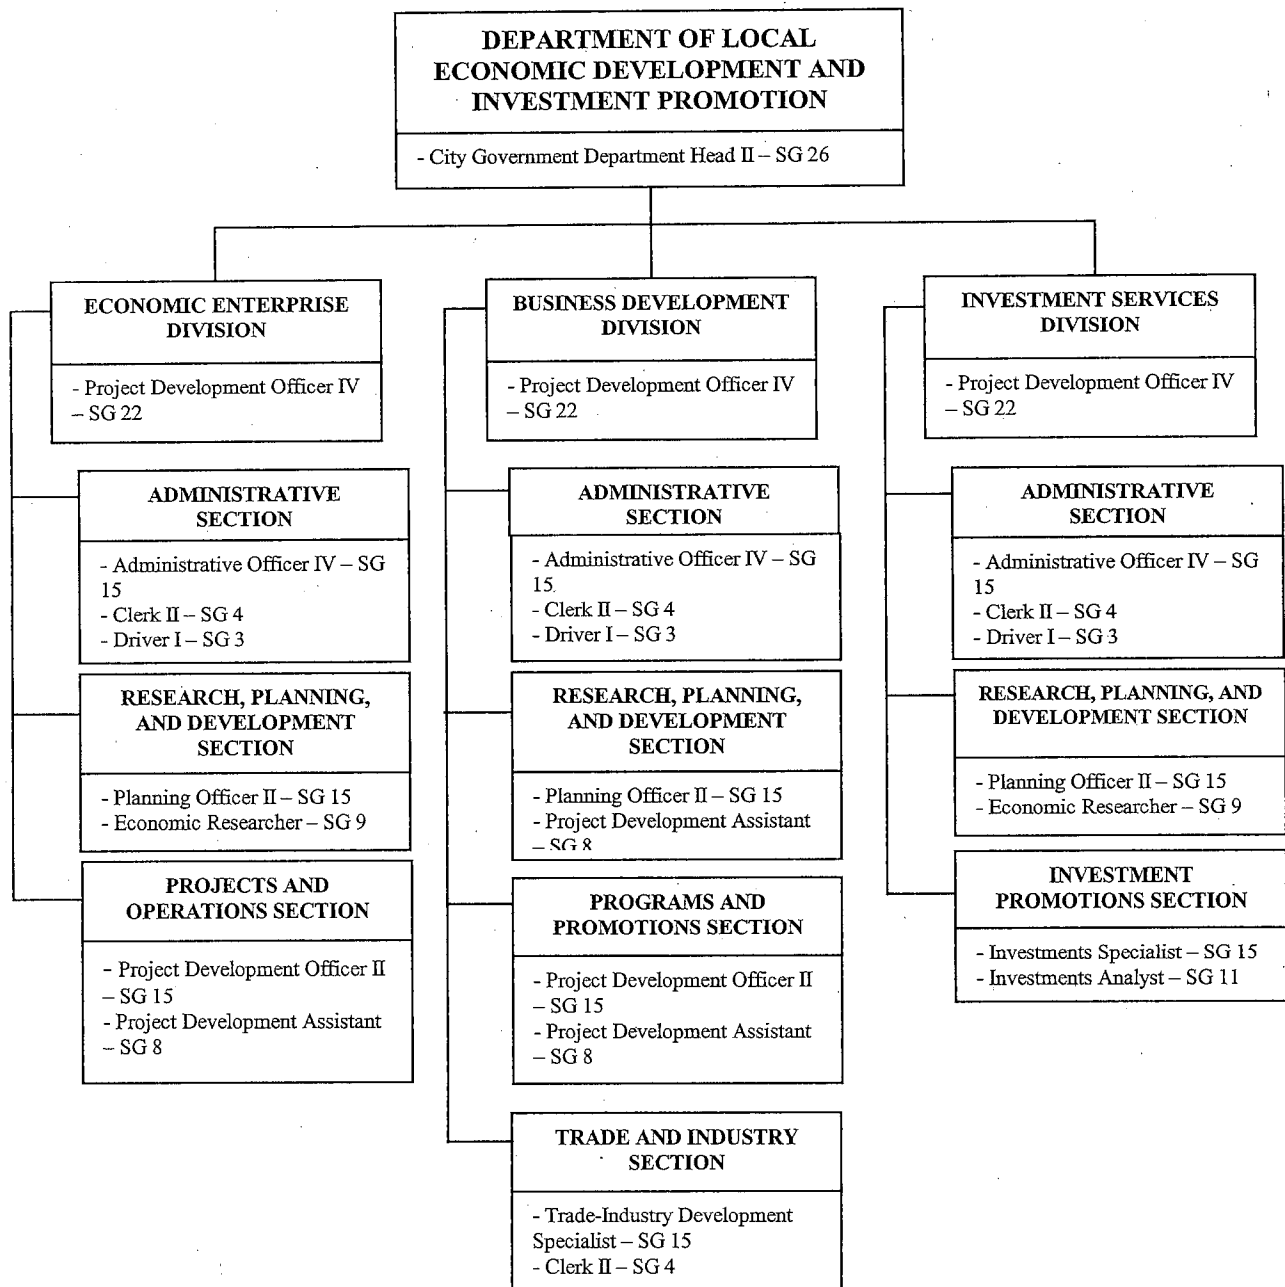 DEPARTMENT OF LOCAL
ECONOMIC DEVELOPMENT AND
INVESTMENT PROMOTION
- City Government Department Head II – SG 26
ECONOMIC ENTERPRISE
DIVISION
- Project Development Officer IV
– SG 22
ADMINISTRATIVE
SECTION
- Administrative Officer IV – SG
15
- Clerk II – SG 4
- Driver I – SG 3
RESEARCH, PLANNING,
AND DEVELOPMENT
SECTION
- Planning Officer II – SG 15
- Economic Researcher – SG 9
PROJECTS AND
OPERATIONS SECTION
- Project Development Officer II
– SG 15
- Project Development Assistant
– SG 8
BUSINESS DEVELOPMENT
DIVISION
- Project Development Officer IV
– SG 22
ADMINISTRATIVE
SECTION
- Administrative Officer IV – SG
15
- Clerk II – SG 4
- Driver I – SG 3
RESEARCH, PLANNING,
AND DEVELOPMENT
SECTION
- Planning Officer II – SG 15
- Project Development Assistant
– SG 8
PROGRAMS AND
PROMOTIONS SECTION
- Project Development Officer II
– SG 15
- Project Development Assistant
– SG 8
TRADE AND INDUSTRY
SECTION
- Trade-Industry Development
Specialist – SG 15
- Clerk II – SG 4
INVESTMENT SERVICES
DIVISION
- Project Development Officer IV
– SG 22
ADMINISTRATIVE
SECTION
- Administrative Officer IV – SG
15
- Clerk II – SG 4
- Driver I – SG 3
RESEARCH, PLANNING, AND
DEVELOPMENT SECTION
- Planning Officer II – SG 15
- Economic Researcher – SG 9
INVESTMENT
PROMOTIONS SECTION
- Investments Specialist – SG 15
- Investments Analyst – SG 11